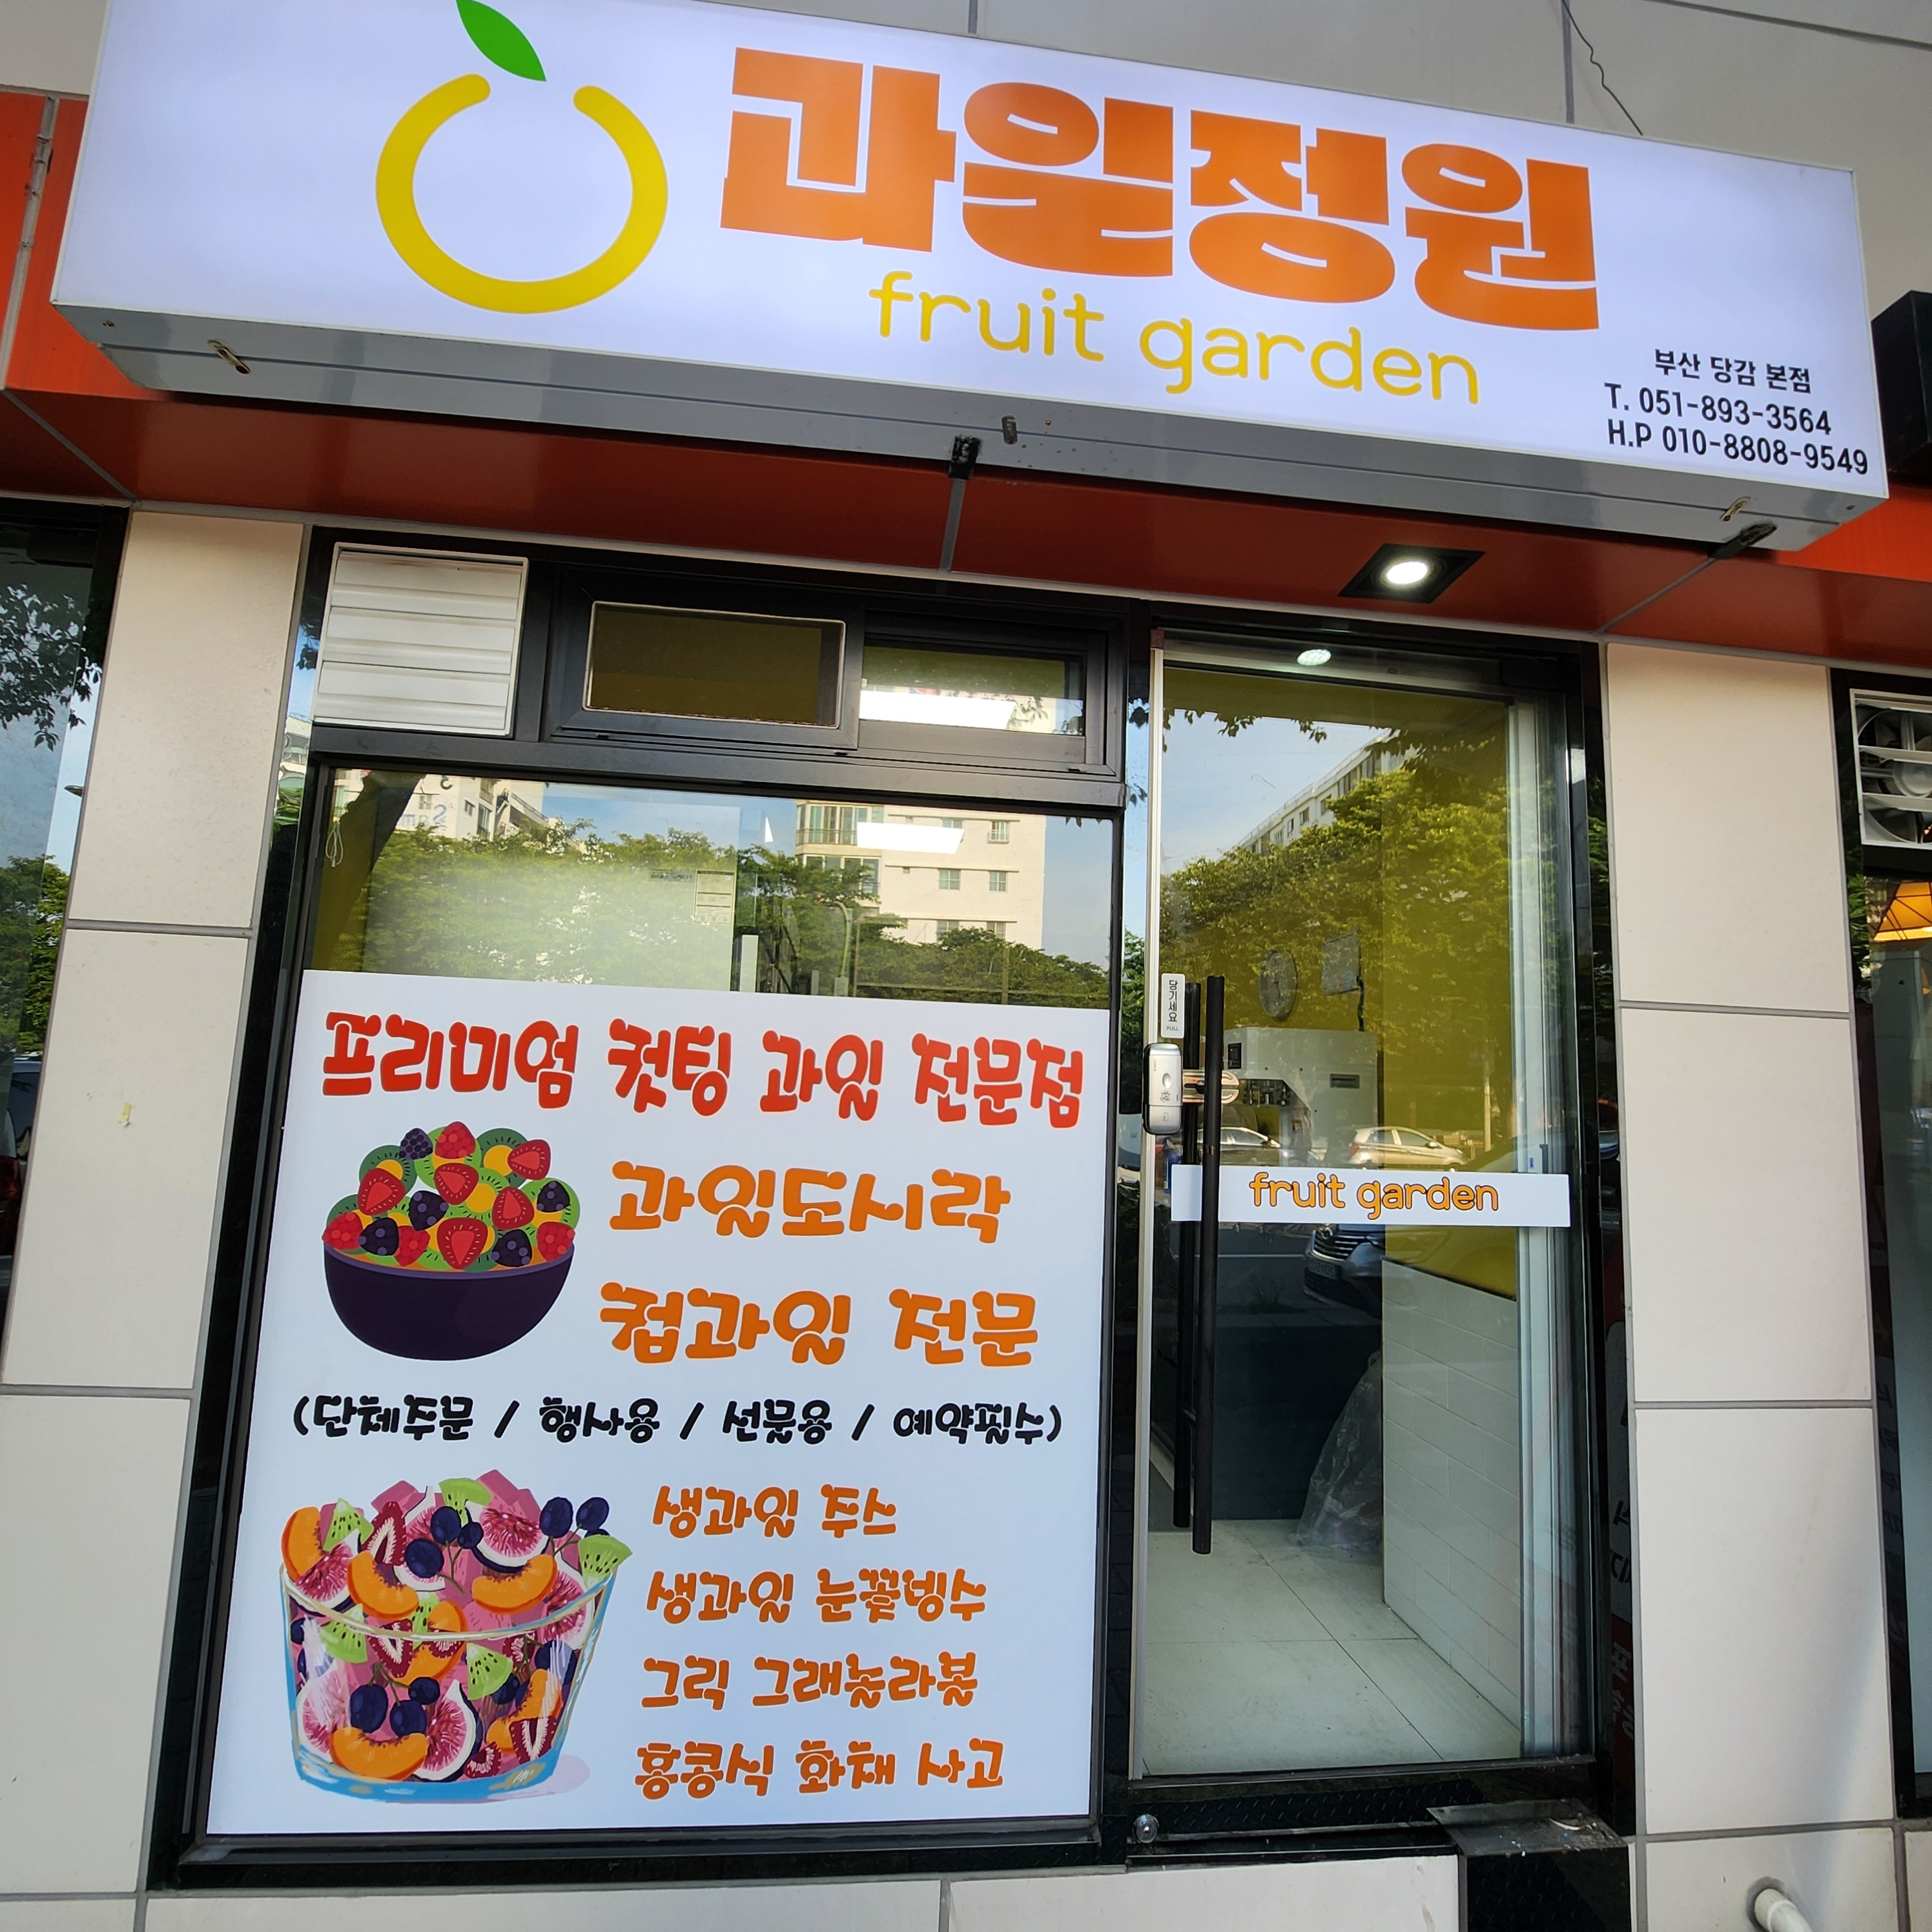 과일정원
fruit garden
부산 당감 본점
T. 051-893-3564
H.P 010-8808-9549
프리미엄 컷팅 과일 전문점
과일도시락
컵과일 전문
(단체주문 / 행사용 / 선물용 / 예약필수)
생과일 주스
생과일 눈꽃빙수
그릭 그래놀라볼
홍콩식 화채 사고
당기세요
PULL
fruit garden